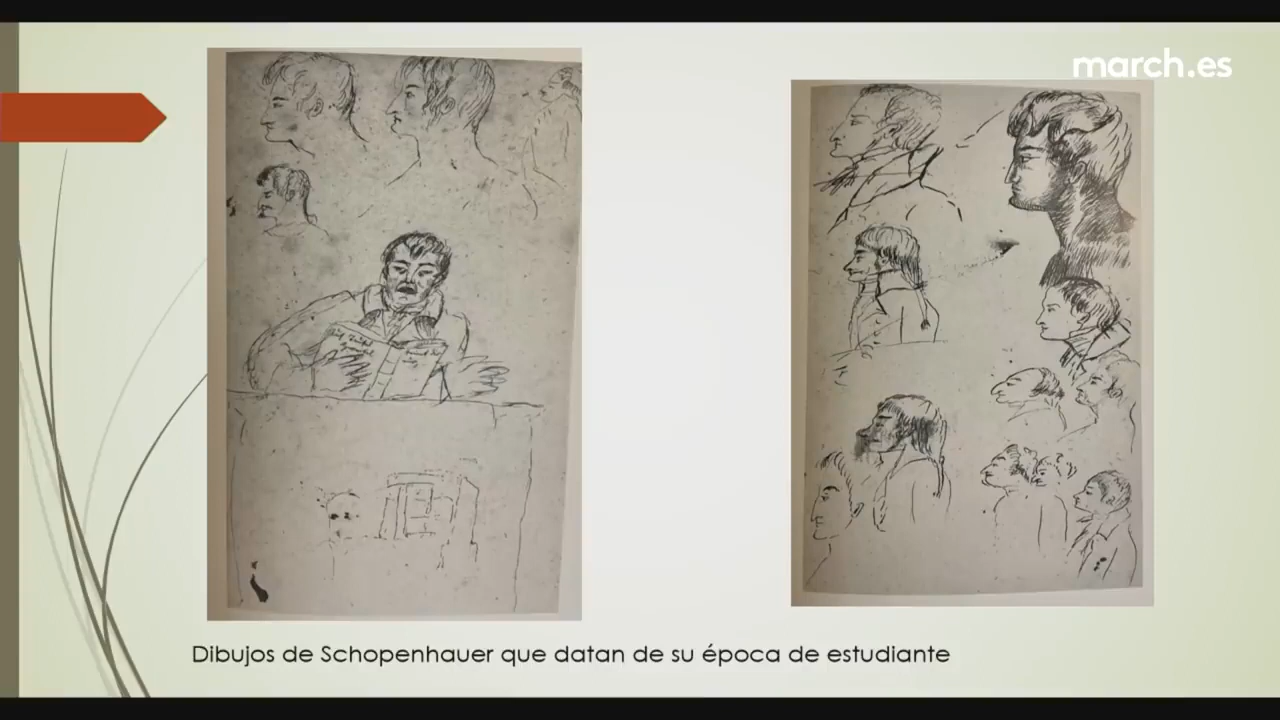 march.es
Dibujos de Schopenhauer que datan de su época de estudiante